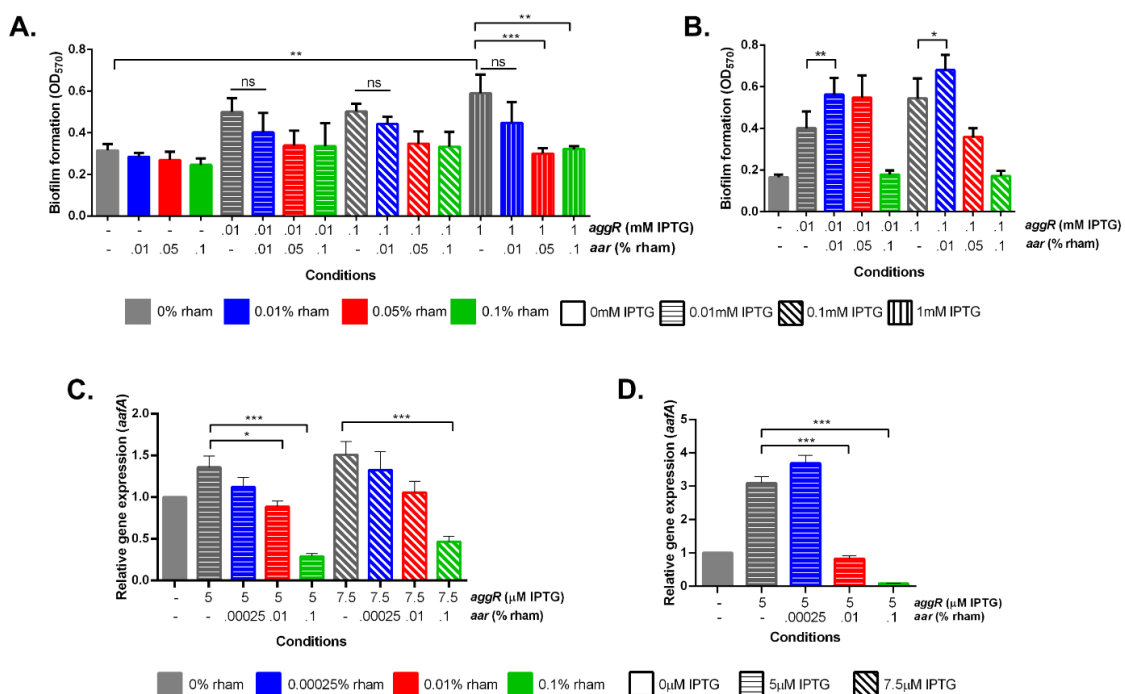 A.
Biofilm formation (OD570)
0.8
0.6
0.4
0.2
0.0
** ns ns ns ** ***
- - - - .01 .01 .01 .01 .1 .1 .1 .1 1 1 1 1 aggR (mM IPTG)
- .01 .05 .1 - .01 .05 .1 - .01 .05 .1 - .01 .05 .1 aar (% rham)
Conditions
B.
Biofilm formation (OD570)
0.8
0.6
0.4
0.2
0.0
** *
- .01 .01 .01 .01 .1 .1 .1 .1 aggR (mM IPTG)
- - .01 .05 .1 - .01 .05 .1 aar (% rham)
Conditions
0% rham 0.01% rham 0.05% rham 0.1% rham 0mM IPTG 0.01mM IPTG 0.1mM IPTG 1mM IPTG
C.
Relative gene expression (aafA)
2.0
1.5
1.0
0.5
0.0
*** * ***
- 5 5 5 5 7.5 7.5 7.5 7.5 aggR (µM IPTG)
- - .00025 .01 .1 - .00025 .01 .1 aar (% rham)
Conditions
D.
Relative gene expression (aafA)
5
4
3
2
1
0
*** ***
- 5 5 5 5 aggR (µM IPTG)
- - .00025 .01 .1 aar (% rham)
Conditions
0% rham 0.00025% rham 0.01% rham 0.1% rham 0µM IPTG 5µM IPTG 7.5µM IPTG